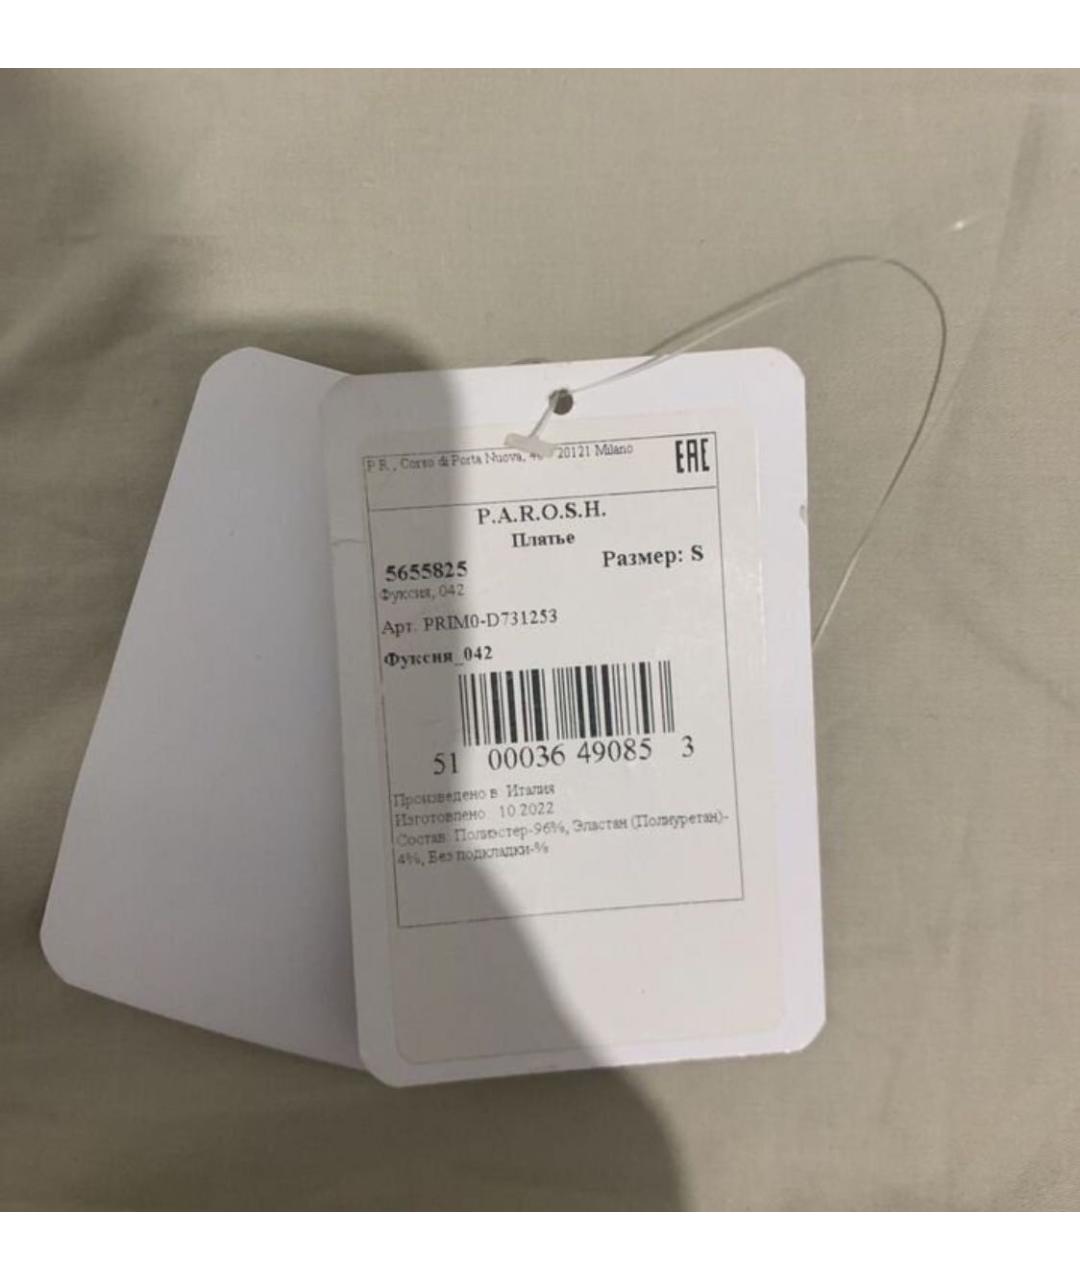 P.R., Corso di Porta Nuova, 20121 Milano
EAC
P.A.R.O.S.H.
Платье
5655825
Размер: S
Фуксия, 042
Арт. PRIM0-D731253
Фуксия_042
51 00036 49085 3
Произведено в Италия
Изготовлено 10.2022
Состав: Полиэстер-96%, Эластан (Полиуретан)-
4%, Без подкладки-%